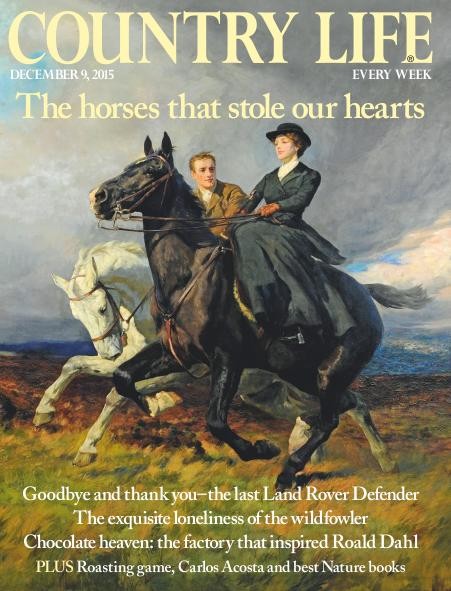 COUNTRY LIFE®
DECEMBER 9, 2015 EVERY WEEK
The horses that stole our hearts
Goodbye and thank you–the last Land Rover Defender
The exquisite loneliness of the wildfowler
Chocolate heaven: the factory that inspired Roald Dahl
PLUS Roasting game, Carlos Acosta and best Nature books